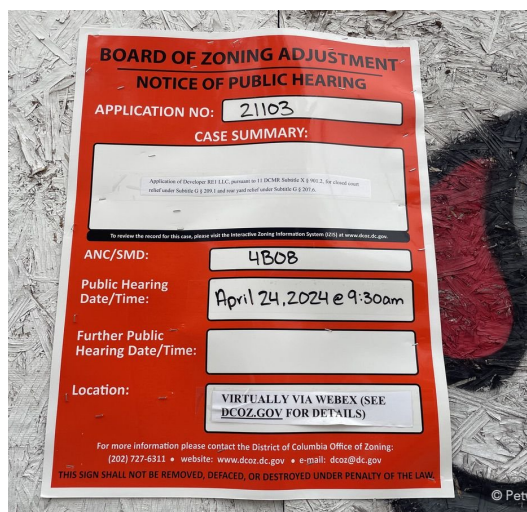 BOARD OF ZONING ADJUSTMENT
NOTICE OF PUBLIC HEARING
APPLICATION NO: 21103
CASE SUMMARY:
Application of Developer RE1 LLC, pursuant to 11 DCMR Subtitle X § 901.2, for closed court
relief under Subtitle G § 209.1 and rear yard relief under Subtitle G § 207.6.
To review the record for this case, please visit the Interactive Zoning Information System (IZIS) at www.dcoz.dc.gov.
ANC/SMD: 4B08
Public Hearing
Date/Time: April 24, 2024 @ 9:30am
Further Public
Hearing Date/Time:
Location: VIRTUALLY VIA WEBEX (SEE
DCOZ.GOV FOR DETAILS)
For more information please contact the District of Columbia Office of Zoning:
(202) 727-6311 • website: www.dcoz.dc.gov • e-mail: dcoz@dc.gov
THIS SIGN SHALL NOT BE REMOVED, DEFACED, OR DESTROYED UNDER PENALTY OF THE LAW.